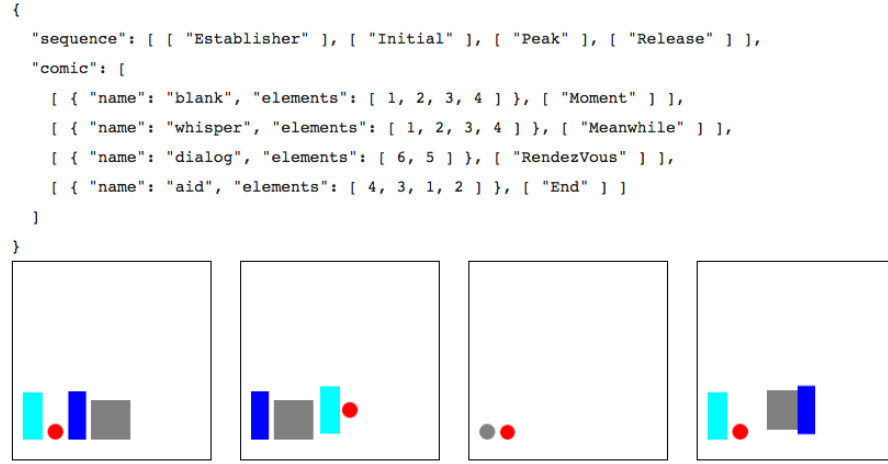 {
"sequence": [ [ "Establisher" ], [ "Initial" ], [ "Peak" ], [ "Release" ] ],
"comic": [
[ { "name": "blank", "elements": [ 1, 2, 3, 4 ] }, [ "Moment" ] ],
[ { "name": "whisper", "elements": [ 1, 2, 3, 4 ] }, [ "Meanwhile" ] ],
[ { "name": "dialog", "elements": [ 6, 5 ] }, [ "RendezVous" ] ],
[ { "name": "aid", "elements": [ 4, 3, 1, 2 ] }, [ "End" ] ]
]
}